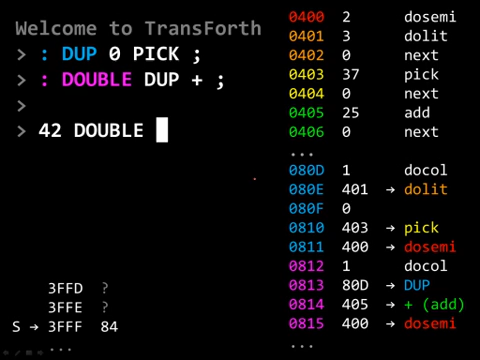 Welcome to TransForth
> : DUP 0 PICK ;
> : DOUBLE DUP + ;
>
> 42 DOUBLE
3FFD ?
3FFE ?
S → 3FFF 84
...
0400 2 dosemi
0401 3 dolit
0402 0 next
0403 37 pick
0404 0 next
0405 25 add
0406 0 next
...
080D 1 docol
080E 401 → dolit
080F 0
0810 403 → pick
0811 400 → dosemi
0812 1 docol
0813 80D → DUP
0814 405 → + (add)
0815 400 → dosemi
...